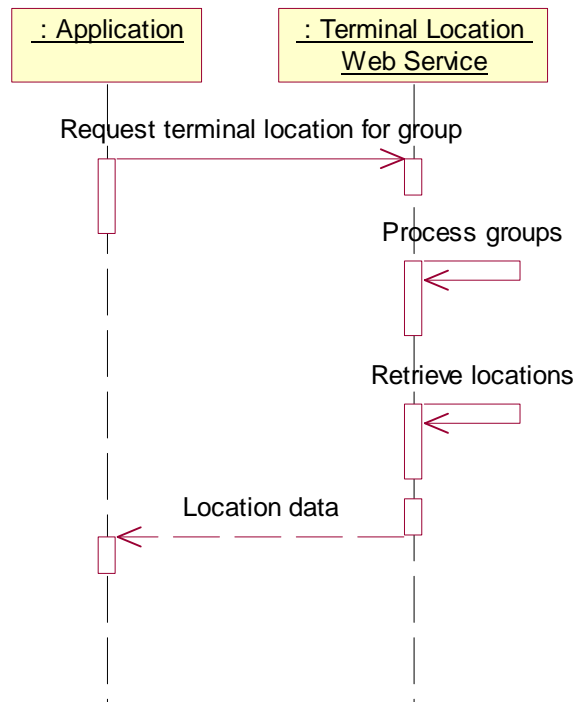 : Application
: Terminal Location
Web Service
Request terminal location for group
Process groups
Retrieve locations
Location data